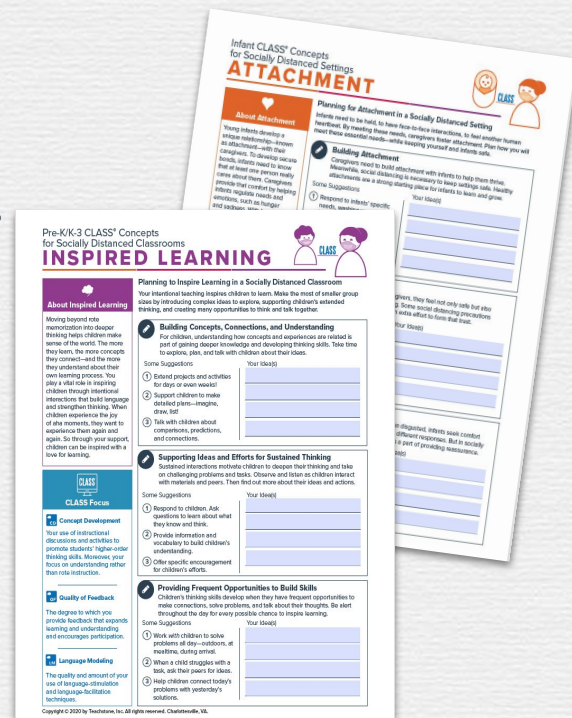 Infant CLASS® Concepts
for Socially Distanced Settings
ATTACHMENT
CLASS
About Attachment
Young infants develop a
unique relationship—known
as attachment—with their
caregivers. To develop secure
bonds, infants need to know
that at least one person really
cares about them. Caregivers
provide that comfort by helping
infants regulate needs and
emotions, such as hunger
and sadness. With
Planning for Attachment in a Socially Distanced Setting
Infants need to be held, to have face-to-face interactions, to feel another human
heartbeat. By meeting these needs, caregivers foster attachment. Plan how you will
meet these essential needs—while keeping yourself and infants safe.
Building Attachment
Caregivers need to build attachment with infants to help them thrive.
Meanwhile, social distancing is necessary to keep settings safe. Healthy
attachments are a strong starting place for infants to learn and grow.
Some Suggestions
Your Idea(s)
1 Respond to infants' specific
needs,
givers, they feel not only safe but also
g. Some social distancing precautions
extra effort to form that trust.
Your Idea(s)
disgusted, infants seek comfort
different responses. But in socially
s a part of providing reassurance.
Pre-K/K-3 CLASS® Concepts
for Socially Distanced Classrooms
INSPIRED LEARNING
CLASS
About Inspired Learning
Moving beyond rote
memorization into deeper
thinking helps children make
sense of the world. The more
they learn, the more concepts
they connect—and the more
they understand about their
own learning process. You
play a vital role in inspiring
children through intentional
interactions that build language
and strengthen thinking. When
children experience the joy
of aha moments, they want to
experience them again and
again. So through your support,
children can be inspired with a
love for learning.
CLASS
CLASS Focus
CD Concept Development
Your use of instructional
discussions and activities to
promote students' higher-order
thinking skills. Moreover, your
focus on understanding rather
than rote instruction.
QF Quality of Feedback
The degree to which you
provide feedback that expands
learning and understanding
and encourages participation.
LM Language Modeling
The quality and amount of your
use of language-stimulation
and language-facilitation
techniques.
Planning to Inspire Learning in a Socially Distanced Classroom
Your intentional teaching inspires children to learn. Make the most of smaller group
sizes by introducing complex ideas to explore, supporting children's extended
thinking, and creating many opportunities to think and talk together.
Building Concepts, Connections, and Understanding
For children, understanding how concepts and experiences are related is
part of gaining deeper knowledge and developing thinking skills. Take time
to explore, plan, and talk with children about their ideas.
Some Suggestions
Your Idea(s)
1 Extend projects and activities
for days or even weeks!
2 Support children to make
detailed plans—imagine,
draw, list!
3 Talk with children about
comparisons, predictions,
and connections.
Supporting Ideas and Efforts for Sustained Thinking
Sustained interactions motivate children to deepen their thinking and take
on challenging problems and tasks. Observe and listen as children interact
with materials and peers. Then find out more about their ideas and actions.
Some Suggestions
Your Idea(s)
1 Respond to children. Ask
questions to learn about what
they know and think.
2 Provide information and
vocabulary to build children's
understanding.
3 Offer specific encouragement
for children's efforts.
Providing Frequent Opportunities to Build Skills
Children's thinking skills develop when they have frequent opportunities to
make connections, solve problems, and talk about their thoughts. Be alert
throughout the day for every possible chance to inspire learning.
Some Suggestions
Your Idea(s)
1 Work with children to solve
problems all day—outdoors, at
mealtime, during arrival.
2 When a child struggles with a
task, ask their peers for ideas.
3 Help children connect today's
problems with yesterday's
solutions.
Copyright © 2020 by Teachstone, Inc. All rights reserved. Charlottesville, VA.